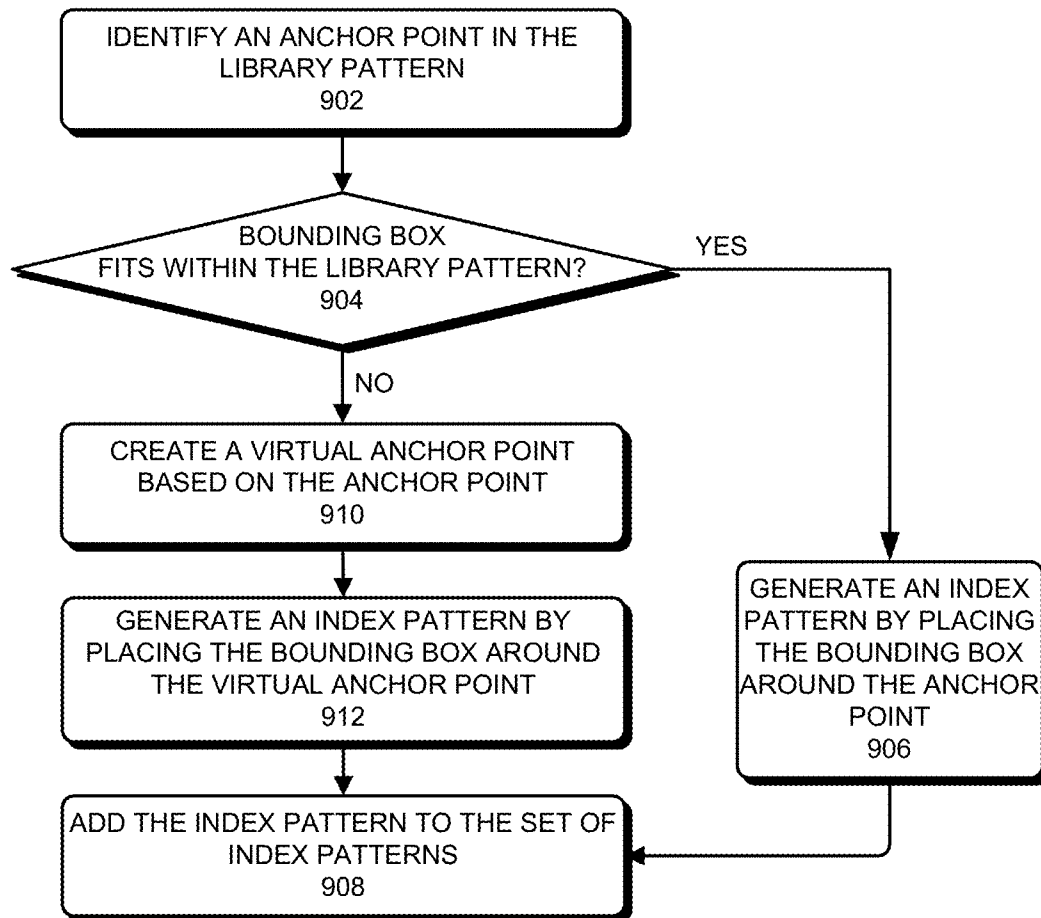 IDENTIFY AN ANCHOR POINT IN THE
LIBRARY PATTERN
902
BOUNDING BOX
FITS WITHIN THE LIBRARY PATTERN?
904
YES
NO
CREATE A VIRTUAL ANCHOR POINT
BASED ON THE ANCHOR POINT
910
GENERATE AN INDEX PATTERN BY
PLACING THE BOUNDING BOX AROUND
THE VIRTUAL ANCHOR POINT
912
GENERATE AN INDEX
PATTERN BY PLACING
THE BOUNDING BOX
AROUND THE ANCHOR
POINT
906
ADD THE INDEX PATTERN TO THE SET OF
INDEX PATTERNS
908